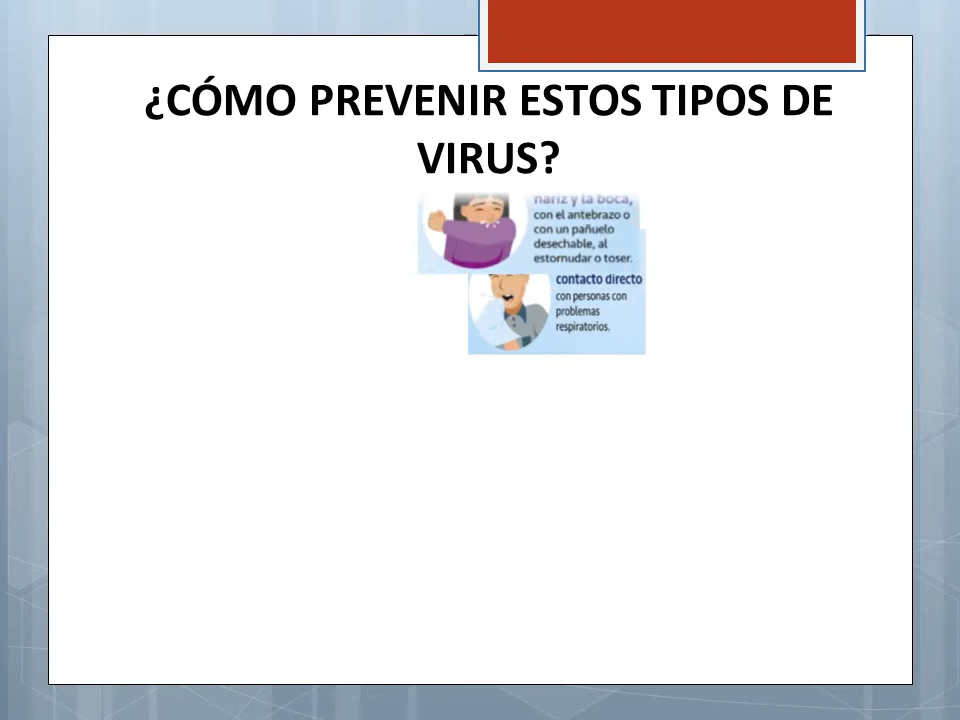 ¿CÓMO PREVENIR ESTOS TIPOS DE
VIRUS?
nariz y la boca,
con el antebrazo o
con un pañuelo
desechable, al
estornudar o toser.
contacto directo
con personas con
problemas
respiratorios.